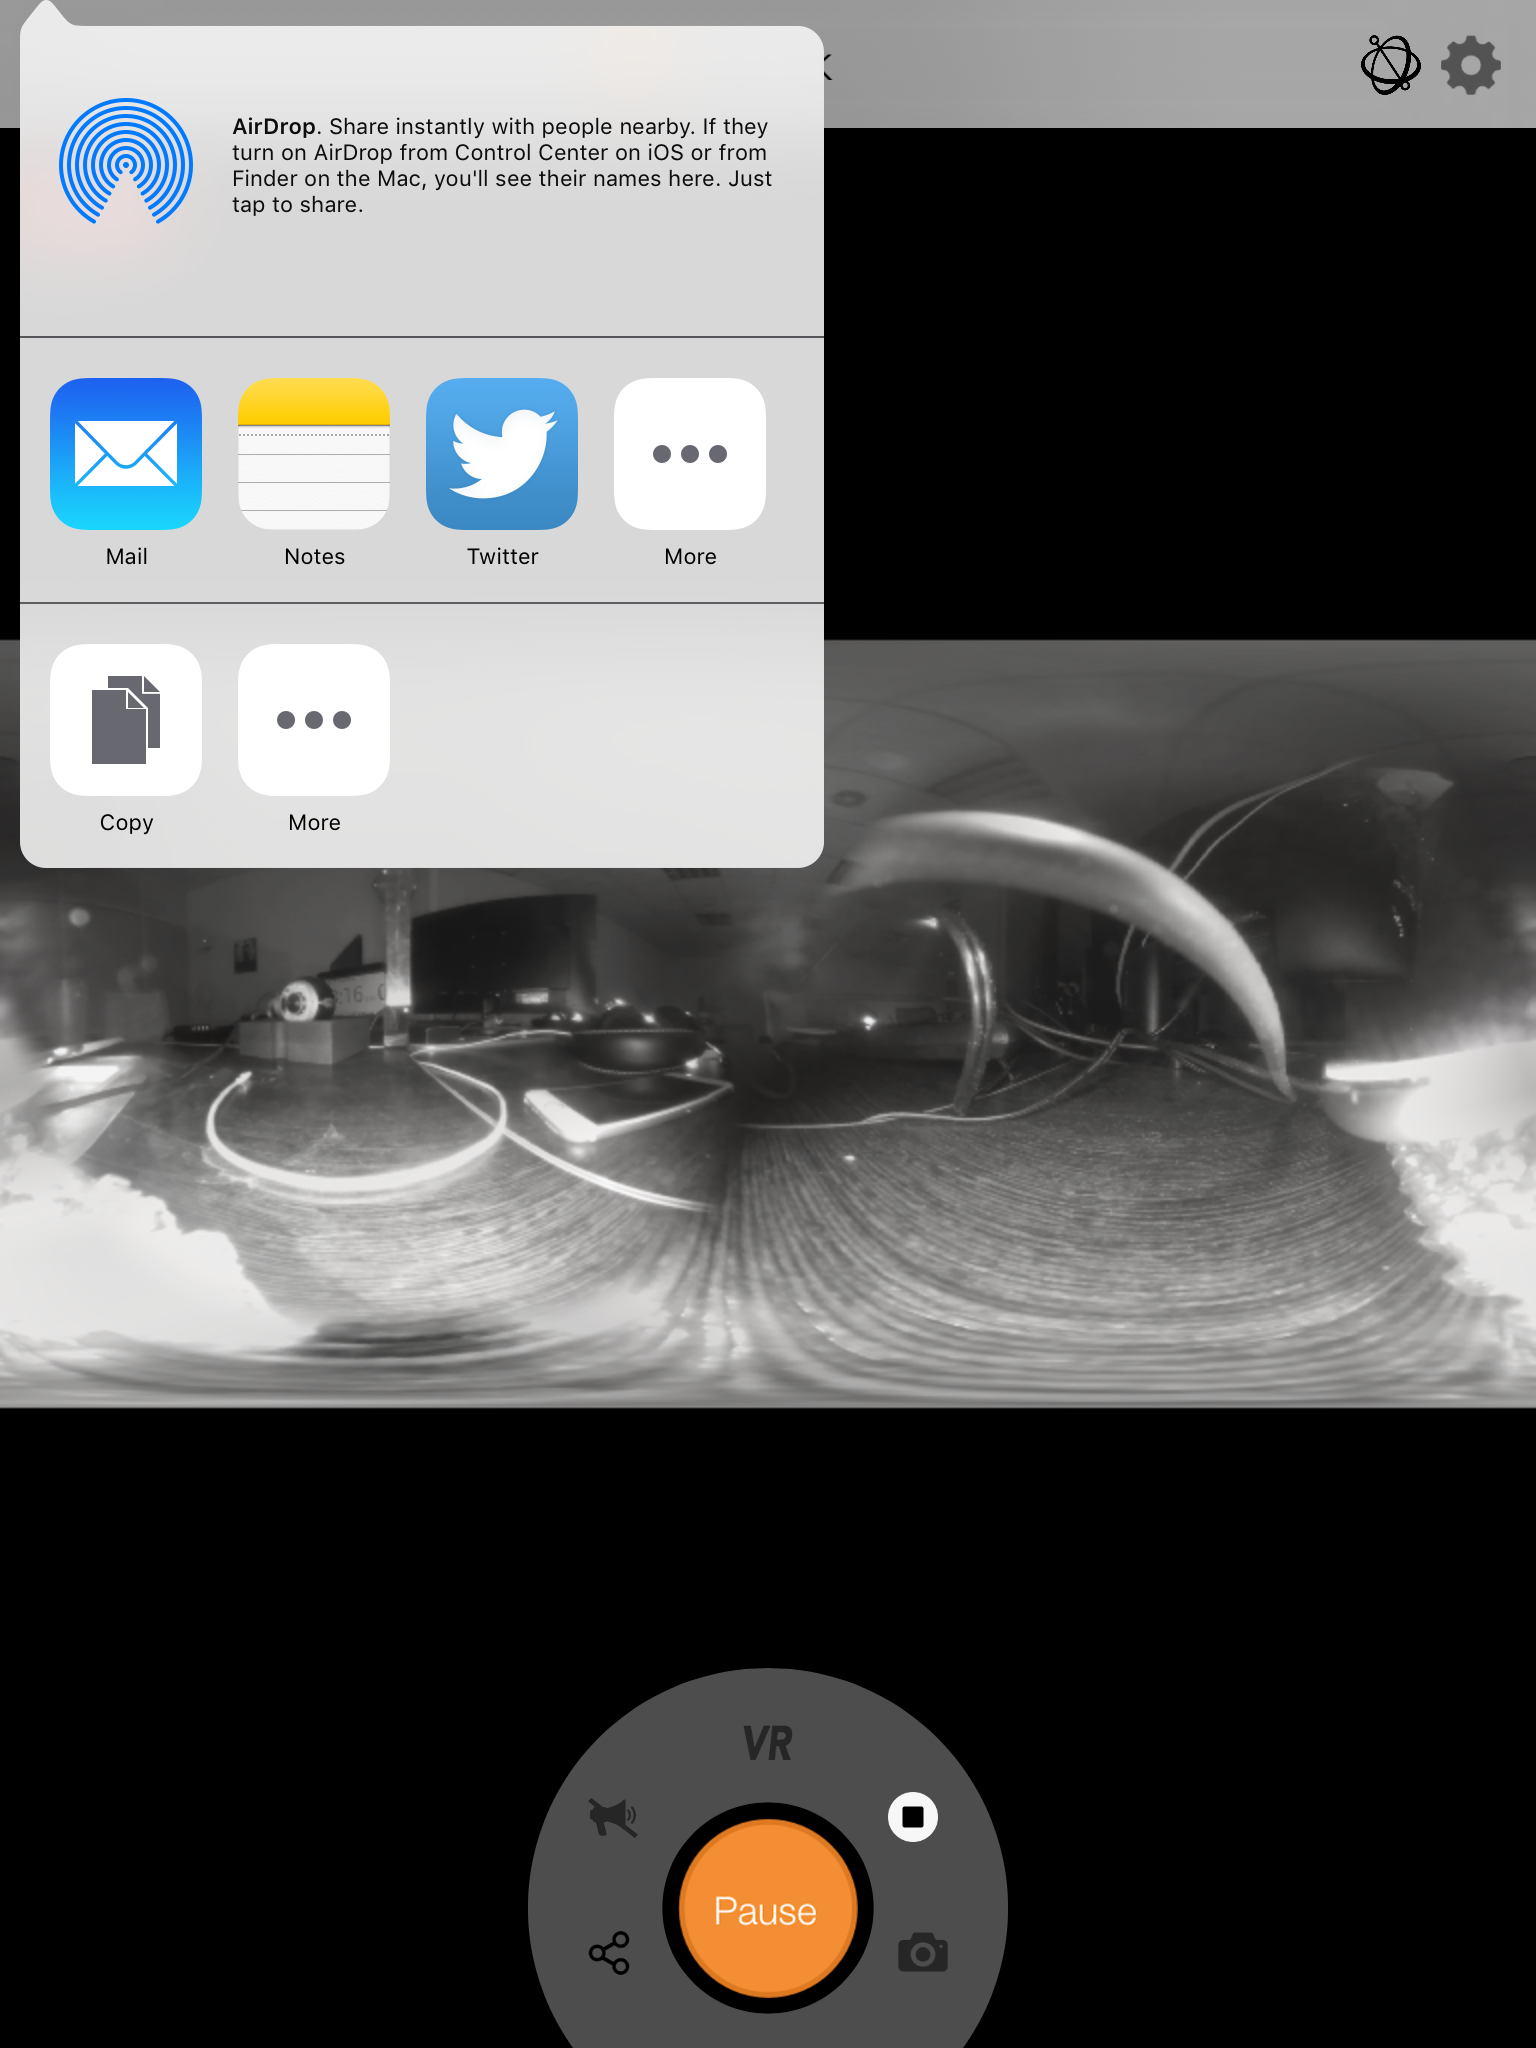 AirDrop. Share instantly with people nearby. If they
turn on AirDrop from Control Center on iOS or from
Finder on the Mac, you'll see their names here. Just
tap to share.
Mail
Notes
Twitter
More
Copy
More
VR
Pause